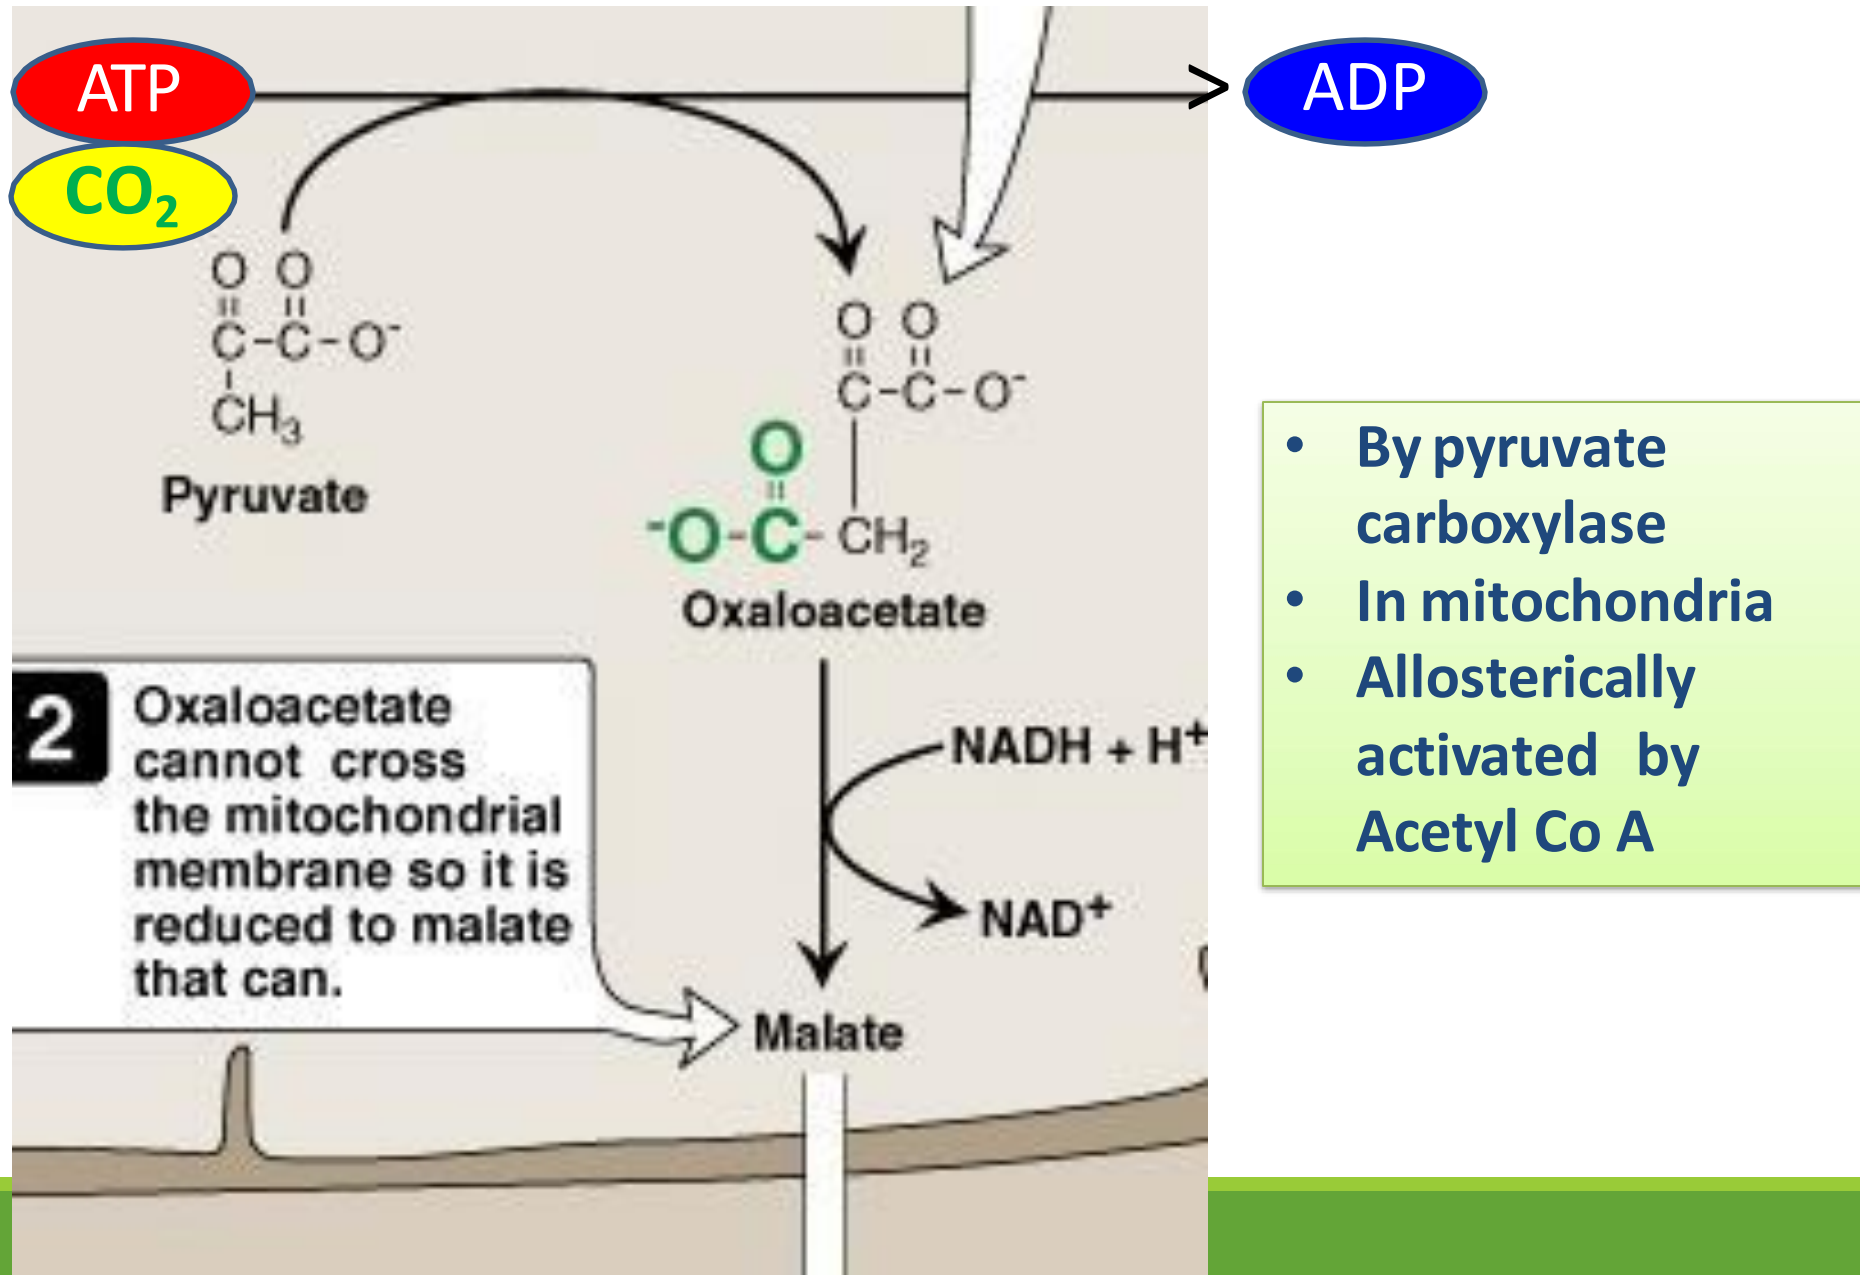 ATP
> ADP
CO₂
O O
C-C-O⁻
CH₃
Pyruvate
O O
C-C-O⁻
O
⁻O-C-CH₂
Oxaloacetate
2
Oxaloacetate
cannot cross
the mitochondrial
membrane so it is
reduced to malate
that can.
NADH + H⁺
NAD⁺
Malate
• By pyruvate
carboxylase
• In mitochondria
• Allosterically
activated by
Acetyl Co A